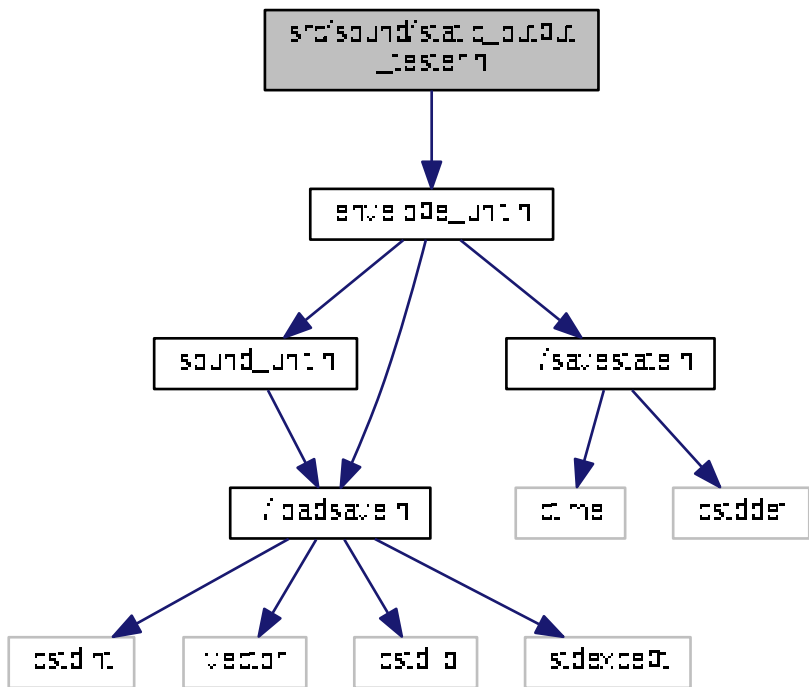 src/sound/static_output
_tester.h
envelope_unit.h
sound_unit.h
../savestate.h
../loadsave.h
ctime
cstddef
cstdint
vector
cstdio
stdexcept